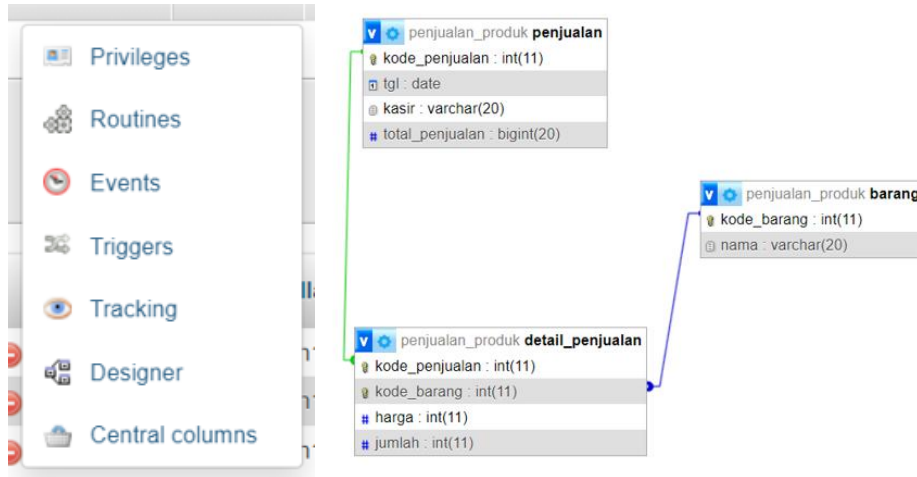 Privileges
Routines
Events
Triggers
Tracking
Designer
Central columns
penjualan_produk penjualan
kode_penjualan : int(11)
tgl : date
kasir : varchar(20)
# total_penjualan : bigint(20)
penjualan_produk barang
kode_barang : int(11)
nama : varchar(20)
penjualan_produk detail_penjualan
kode_penjualan : int(11)
kode_barang : int(11)
# harga : int(11)
# jumlah : int(11)